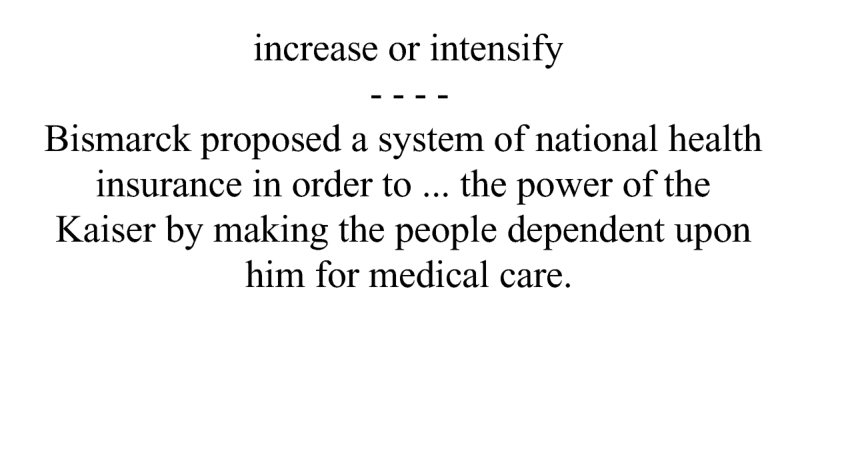 increase or intensify
- - - -
Bismarck proposed a system of national health
insurance in order to ... the power of the
Kaiser by making the people dependent upon
him for medical care.